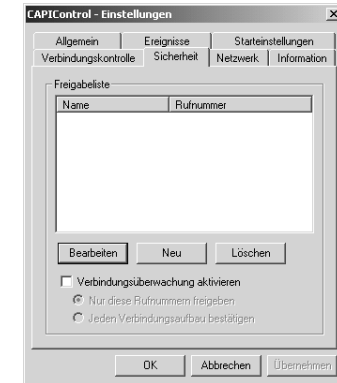 CAPIControl - Einstellungen
Allgemein Ereignisse Starteinstellungen
Verbindungskontrolle Sicherheit Netzwerk Information
Freigabeliste
Name Rufnummer
Bearbeiten Neu Löschen
Verbindungsüberwachung aktivieren
Nur diese Rufnummern freigeben
Jeden Verbindungsaufbau bestätigen
OK Abbrechen Übernehmen